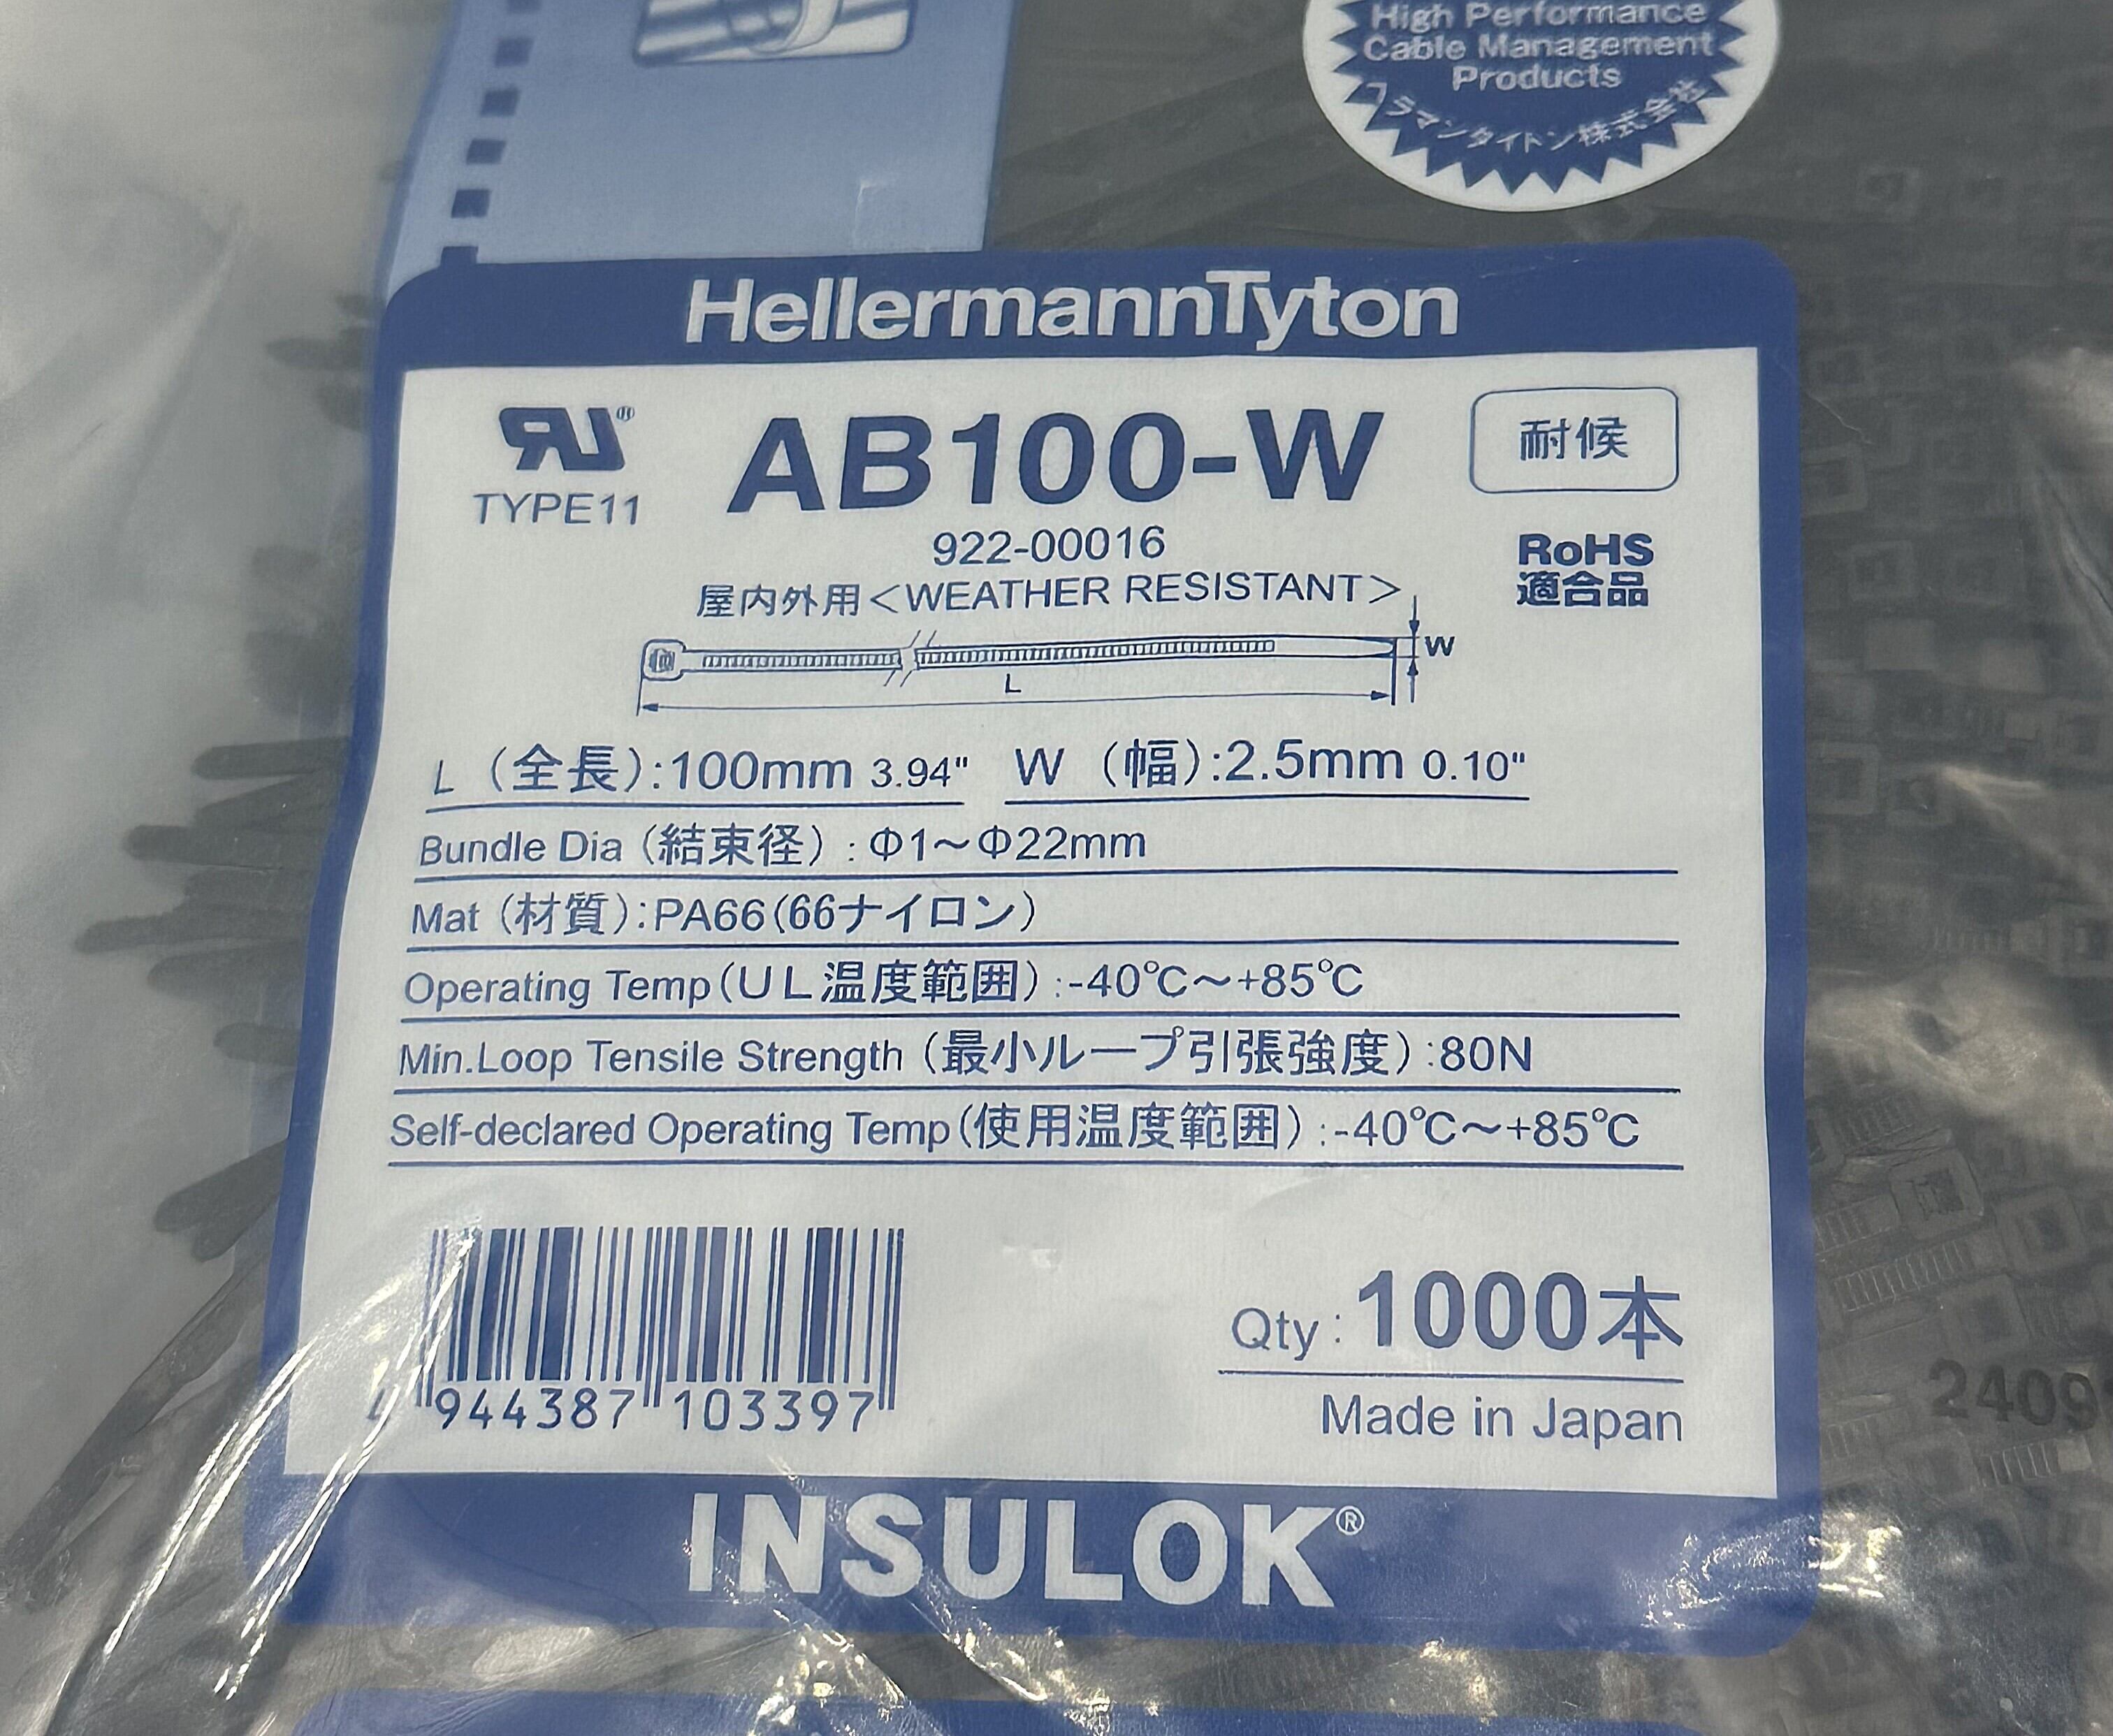 High Performance
Cable Management
Products
ヘラマンタイトン株式会社
HellermannTyton
RU® AB100-W 耐候
TYPE11
922-00016
RoHS
適合品
屋内外用<WEATHER RESISTANT>
W
L
L（全長）:100mm 3.94" W（幅）:2.5mm 0.10"
Bundle Dia（結束径）: Φ1～Φ22mm
Mat（材質）:PA66(66ナイロン)
Operating Temp(UL温度範囲):-40℃～+85℃
Min.Loop Tensile Strength（最小ループ引張強度）:80N
Self-declared Operating Temp(使用温度範囲):-40℃～+85℃
Qty: 1000本
4 944387 103397
Made in Japan
2409
INSULOK®